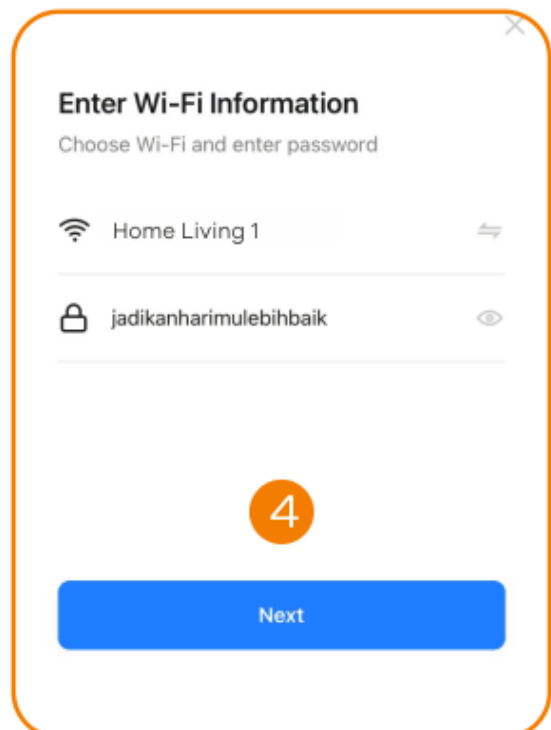 Enter Wi-Fi Information
Choose Wi-Fi and enter password
Home Living 1
jadikanharimulebihbaik
4
Next